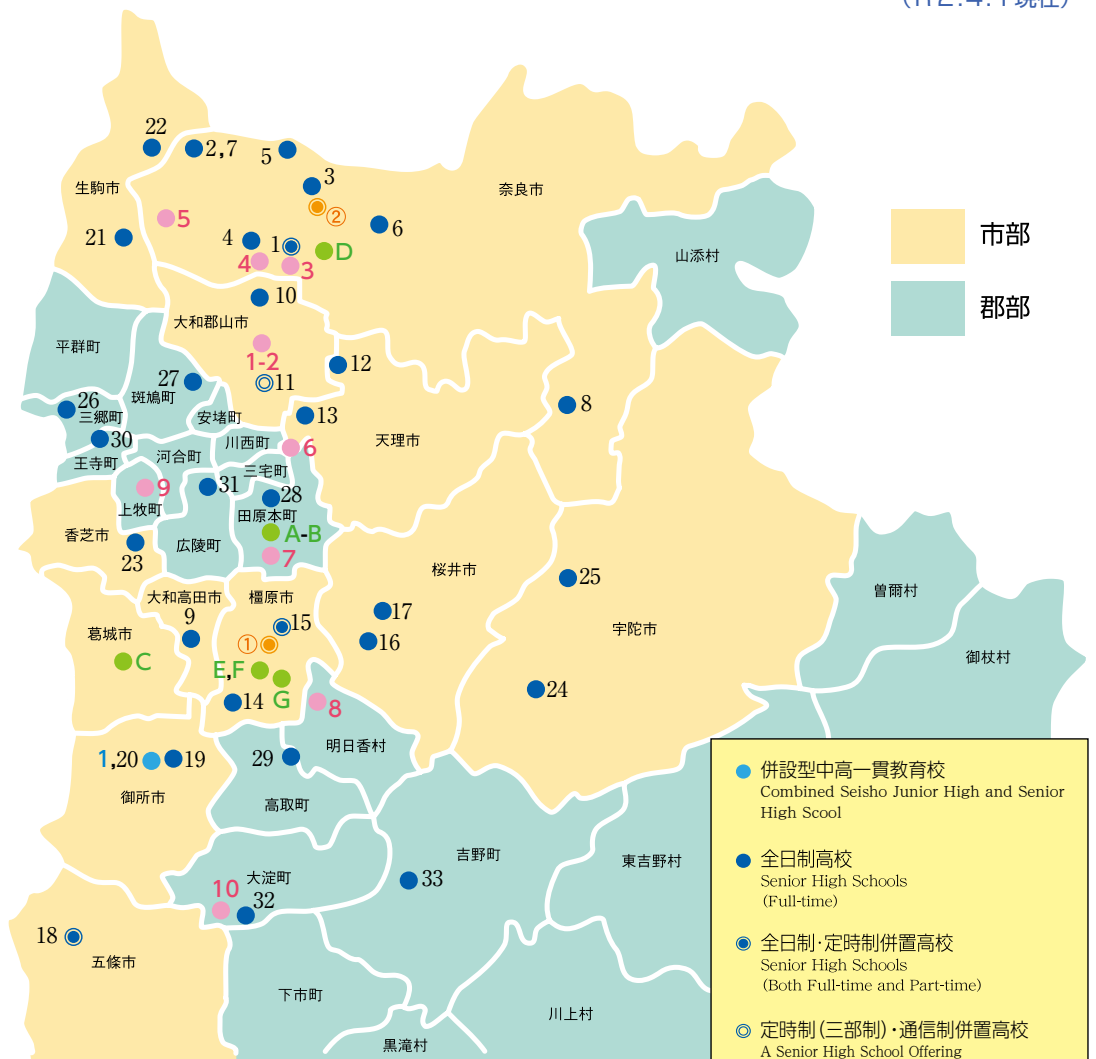 22
2,7
5
3
生駒市
奈良市
5
②
6
21
4
1
D
市部
4
3
山添村
10
郡部
大和郡山市
平群町
1-2
12
27
11
斑鳩町
26
8
三郷町
安堵町
13
30
川西町
天理市
河合町
6
王寺町
三宅町
9
31
28
上牧町
田原本町
香芝市
A-B
広陵町
7
23
桜井市
25
曽爾村
大和高田市
橿原市
9
15
17
葛城市
宇陀市
①
16
御杖村
C
E,F
24
G
14
8
明日香村
1,20
19
29
御所市
高取町
吉野町
東吉野村
大淀町
33
10
32
18
五條市
下市町
川上村
黒滝村
併設型中高一貫教育校
Combined Seisho Junior High and Senior
High Scool
全日制高校
Senior High Schools
(Full-time)
全日制・定時制併置高校
Senior High Schools
(Both Full-time and Part-time)
定時制(三部制)・通信制併置高校
A Senior High School Offering